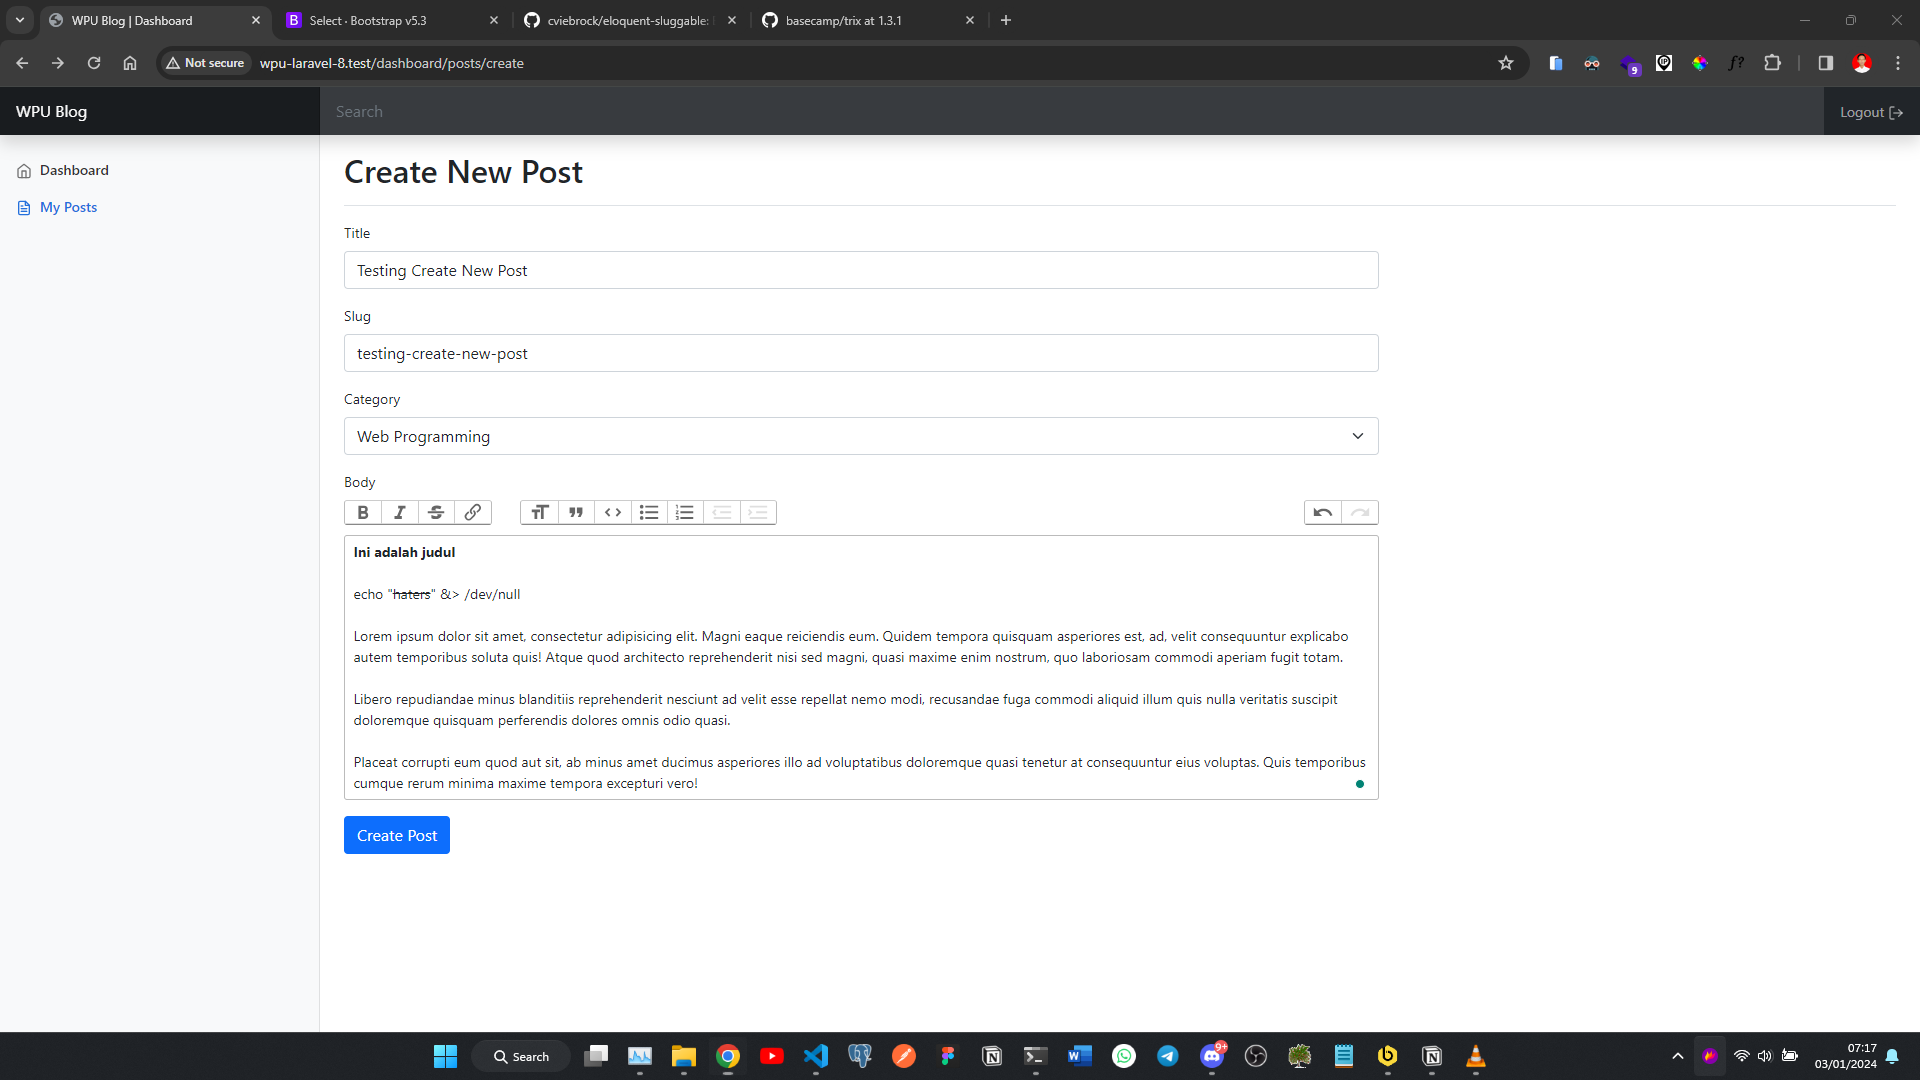 WPU Blog | Dashboard
Select · Bootstrap v5.3
cviebrock/eloquent-sluggable:
basecamp/trix at 1.3.1
Not secure
wpu-laravel-8.test/dashboard/posts/create
9
f?
WPU Blog
Search
Logout
Dashboard
My Posts
Create New Post
Title
Testing Create New Post
Slug
testing-create-new-post
Category
Web Programming
Body
Ini adalah judul
echo "haters" &> /dev/null
Lorem ipsum dolor sit amet, consectetur adipisicing elit. Magni eaque reiciendis eum. Quidem tempora quisquam asperiores est, ad, velit consequuntur explicabo
autem temporibus soluta quis! Atque quod architecto reprehenderit nisi sed magni, quasi maxime enim nostrum, quo laboriosam commodi aperiam fugit totam.
Libero repudiandae minus blanditiis reprehenderit nesciunt ad velit esse repellat nemo modi, recusandae fuga commodi aliquid illum quis nulla veritatis suscipit
doloremque quisquam perferendis dolores omnis odio quasi.
Placeat corrupti eum quod aut sit, ab minus amet ducimus asperiores illo ad voluptatibus doloremque quasi tenetur at consequuntur eius voluptas. Quis temporibus
cumque rerum minima maxime tempora excepturi vero!
Create Post
Search
9+
07:17
03/01/2024